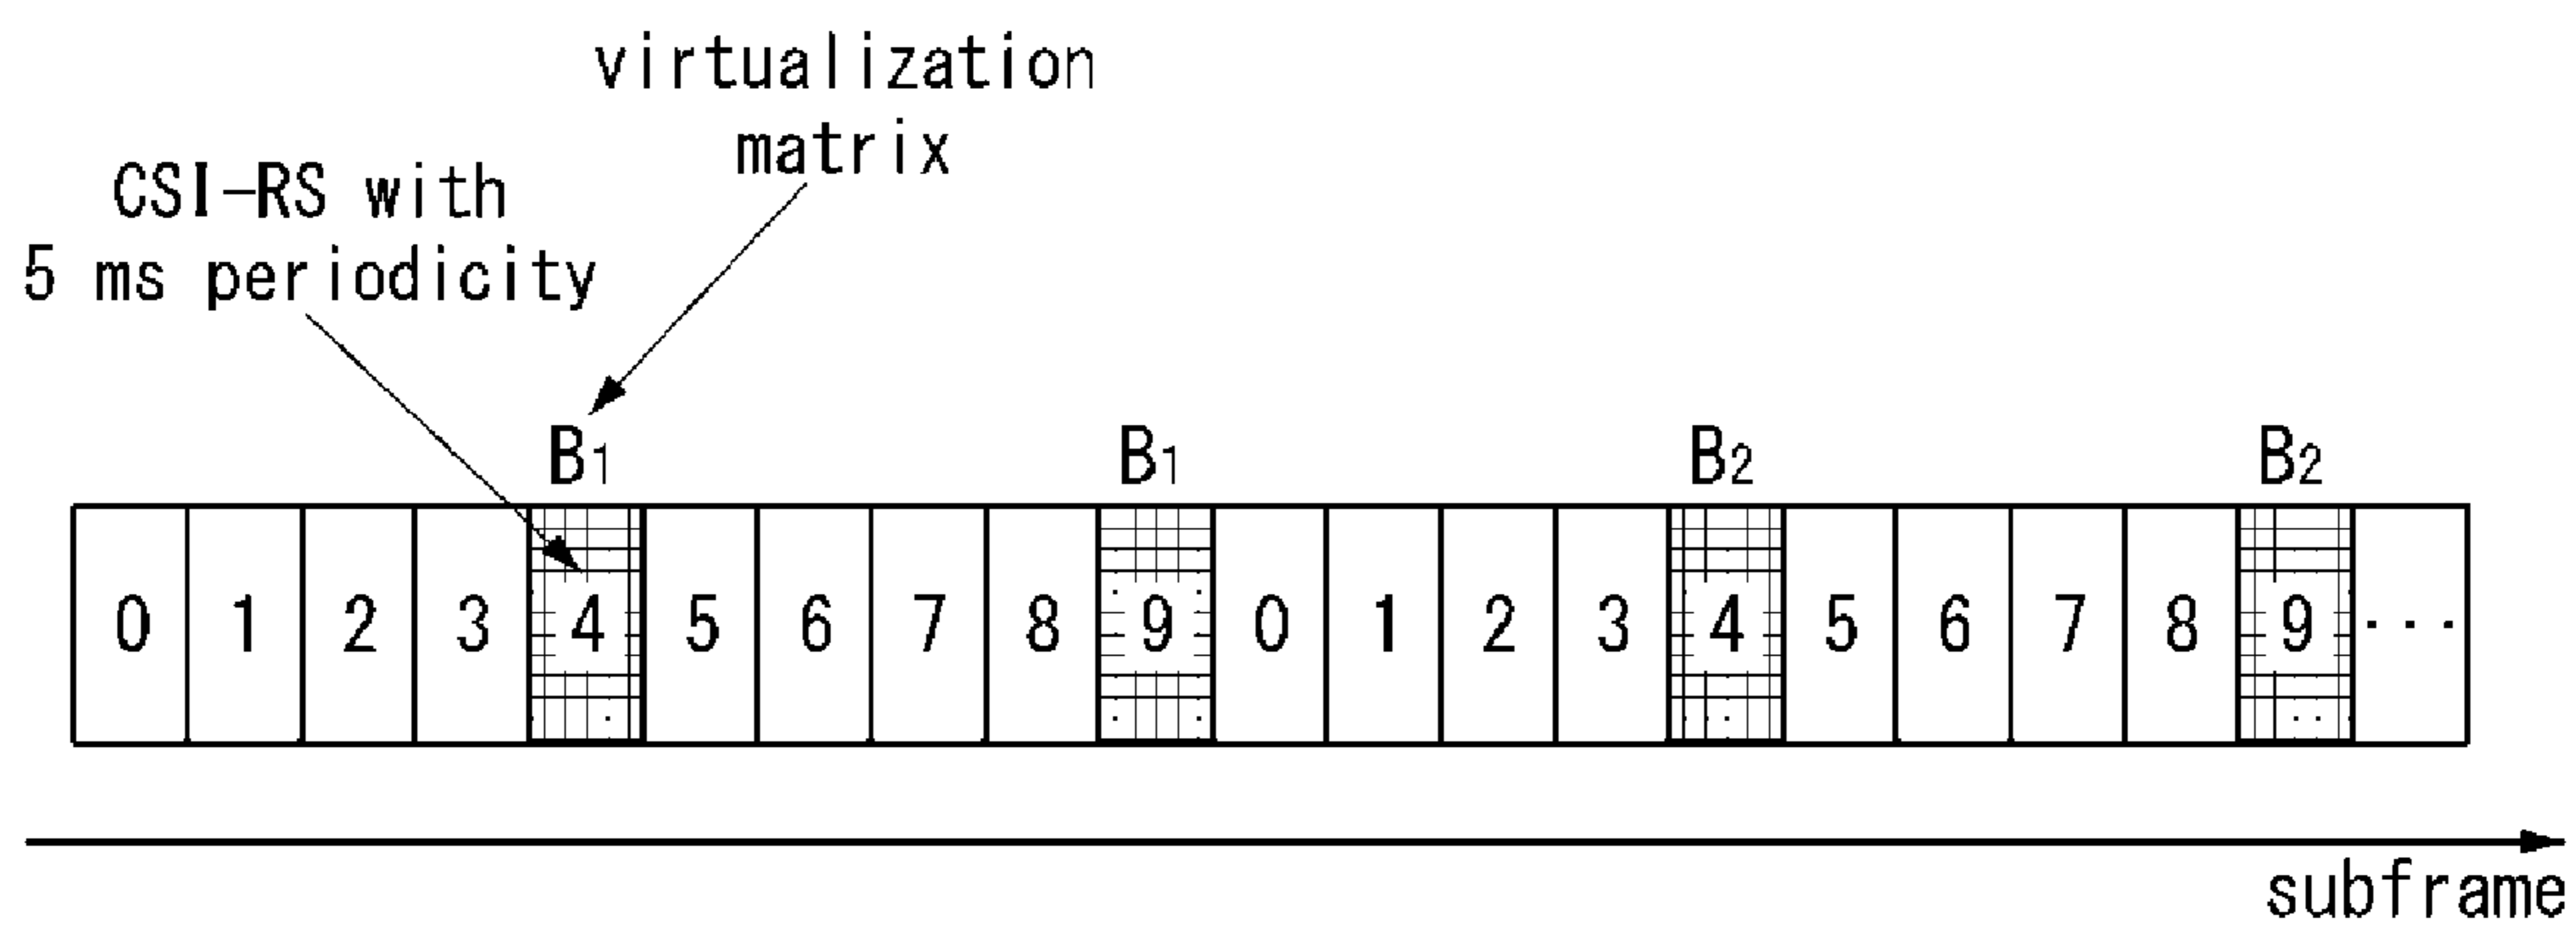 virtualization
matrix
CSI-RS with
5 ms periodicity
B1 B1 B2 B2
0 1 2 3 4 5 6 7 8 9 0 1 2 3 4 5 6 7 8 9 ...
subframe